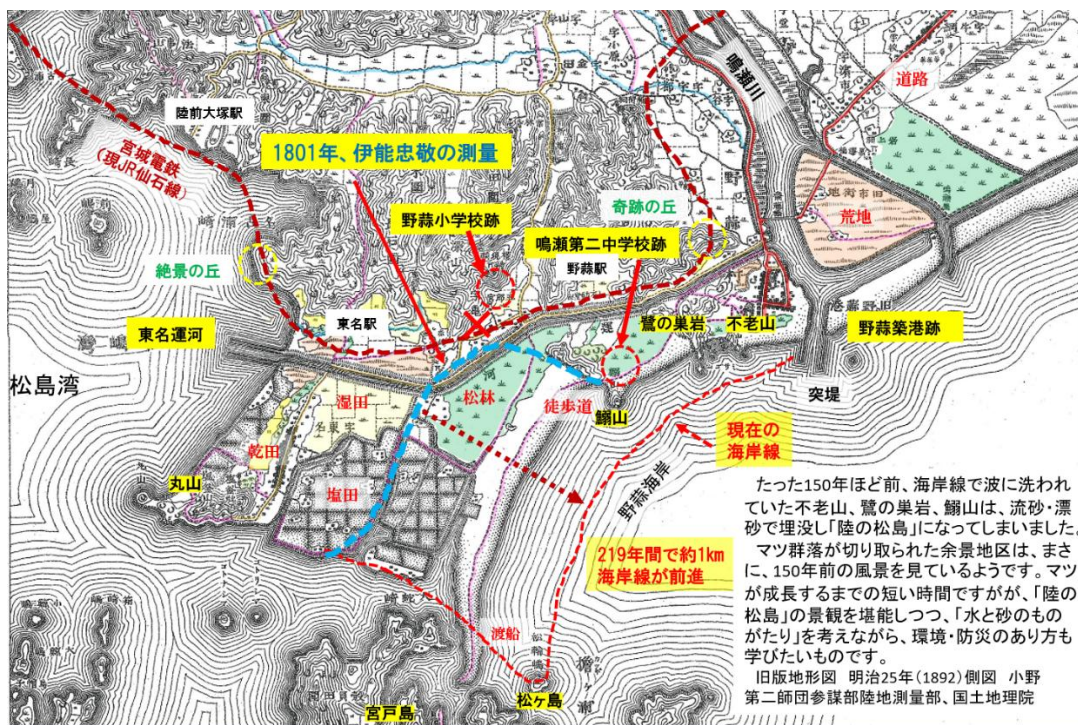 鳴瀬川
道路
陸前大塚駅
宮城電鉄
(現JR仙石線)
1801年、伊能忠敬の測量
野蒜小学校跡
奇跡の丘
荒地
鳴瀬第二中学校跡
絶景の丘
野蒜駅
東名駅
鷺の巣岩
不老山
東名運河
野蒜築港跡
松島湾
湿田
松林
徒歩道
鰯山
突堤
現在の
海岸線
乾田
丸山
塩田
野蒜海岸
219年間で約1km
海岸線が前進
渡船
松ヶ島
宮戸島
たった150年ほど前、海岸線で波に洗われ
ていた不老山、鷺の巣岩、鰯山は、流砂・漂
砂で埋没し「陸の松島」になってしまいました。
マツ群落が切り取られた余景地区は、まさ
に、150年前の風景を見ているようです。マツ
が成長するまでの短い時間ですがが、「陸の
松島」の景観を堪能しつつ、「水と砂のもの
がたり」を考えながら、環境・防災のあり方も
学びたいものです。
旧版地形図　明治25年(1892)側図　小野
第二師団参謀部陸地測量部、国土地理院